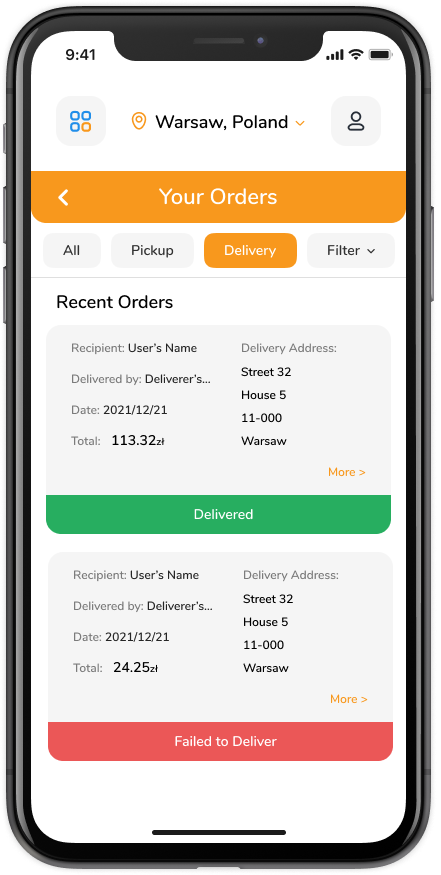 9:41
Warsaw, Poland
Your Orders
All Pickup Delivery Filter
Recent Orders
Recipient: User's Name
Delivered by: Deliverer's...
Date: 2021/12/21
Total: 113.32zł
Delivery Address:
Street 32
House 5
11-000
Warsaw
More >
Delivered
Recipient: User's Name
Delivered by: Deliverer's...
Date: 2021/12/21
Total: 24.25zł
Delivery Address:
Street 32
House 5
11-000
Warsaw
More >
Failed to Deliver